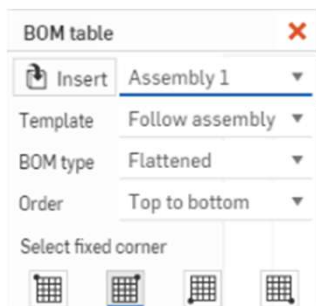 BOM table
Insert Assembly 1
Template Follow assembly
BOM type Flattened
Order Top to bottom
Select fixed corner